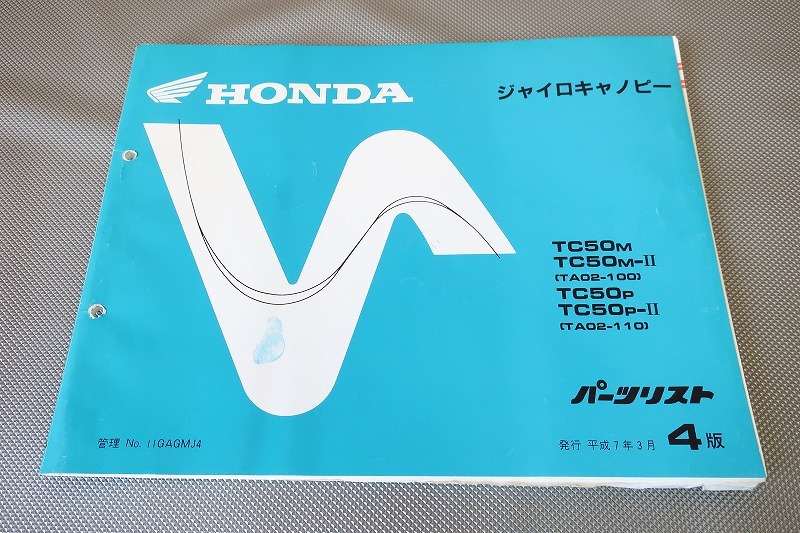 HONDA
ジャイロキャノピー
TC50M
TC50M-II
(TA02-100)
TC50P
TC50P-II
(TA02-110)
パーツリスト
管理 No. 11GAGMJ4
発行 平成7年3月 4版